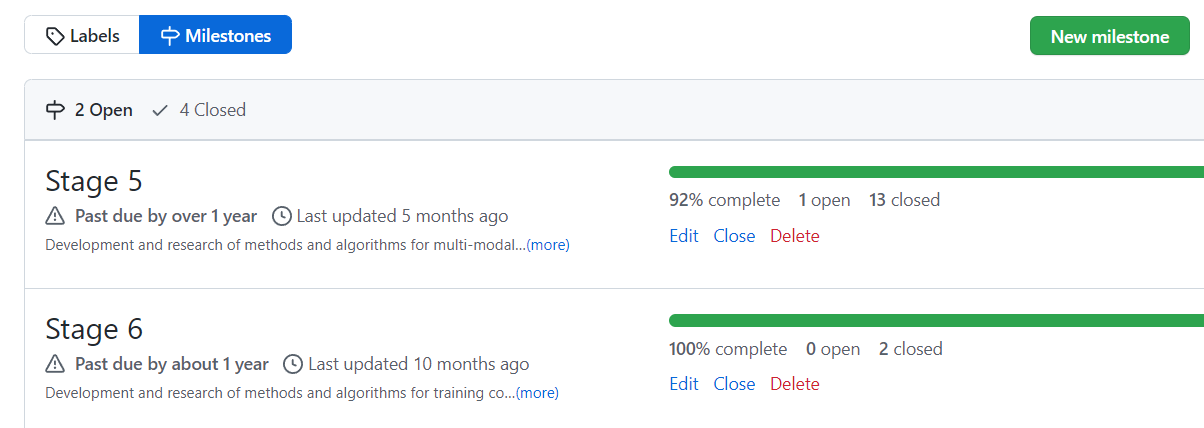 Labels Milestones New milestone
2 Open 4 Closed
Stage 5
Past due by over 1 year Last updated 5 months ago
Development and research of methods and algorithms for multi-modal...(more)
92% complete 1 open 13 closed
Edit Close Delete
Stage 6
Past due by about 1 year Last updated 10 months ago
Development and research of methods and algorithms for training co...(more)
100% complete 0 open 2 closed
Edit Close Delete